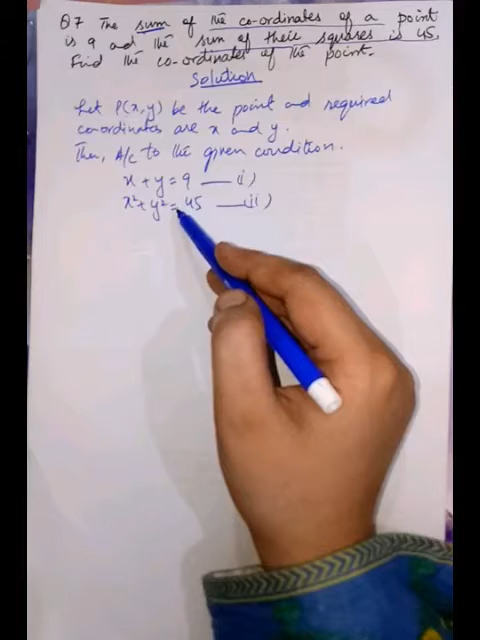 Q7 The sum of the co-ordinates of a point
is 9 and the sum of their squares is 45.
Find the co-ordinates of the point.
Solution
Let P(x,y) be the point and required
co-ordinates are x and y.
Then, A/c to the given condition.
x + y = 9 — i)
x² + y² = 45 — ii)